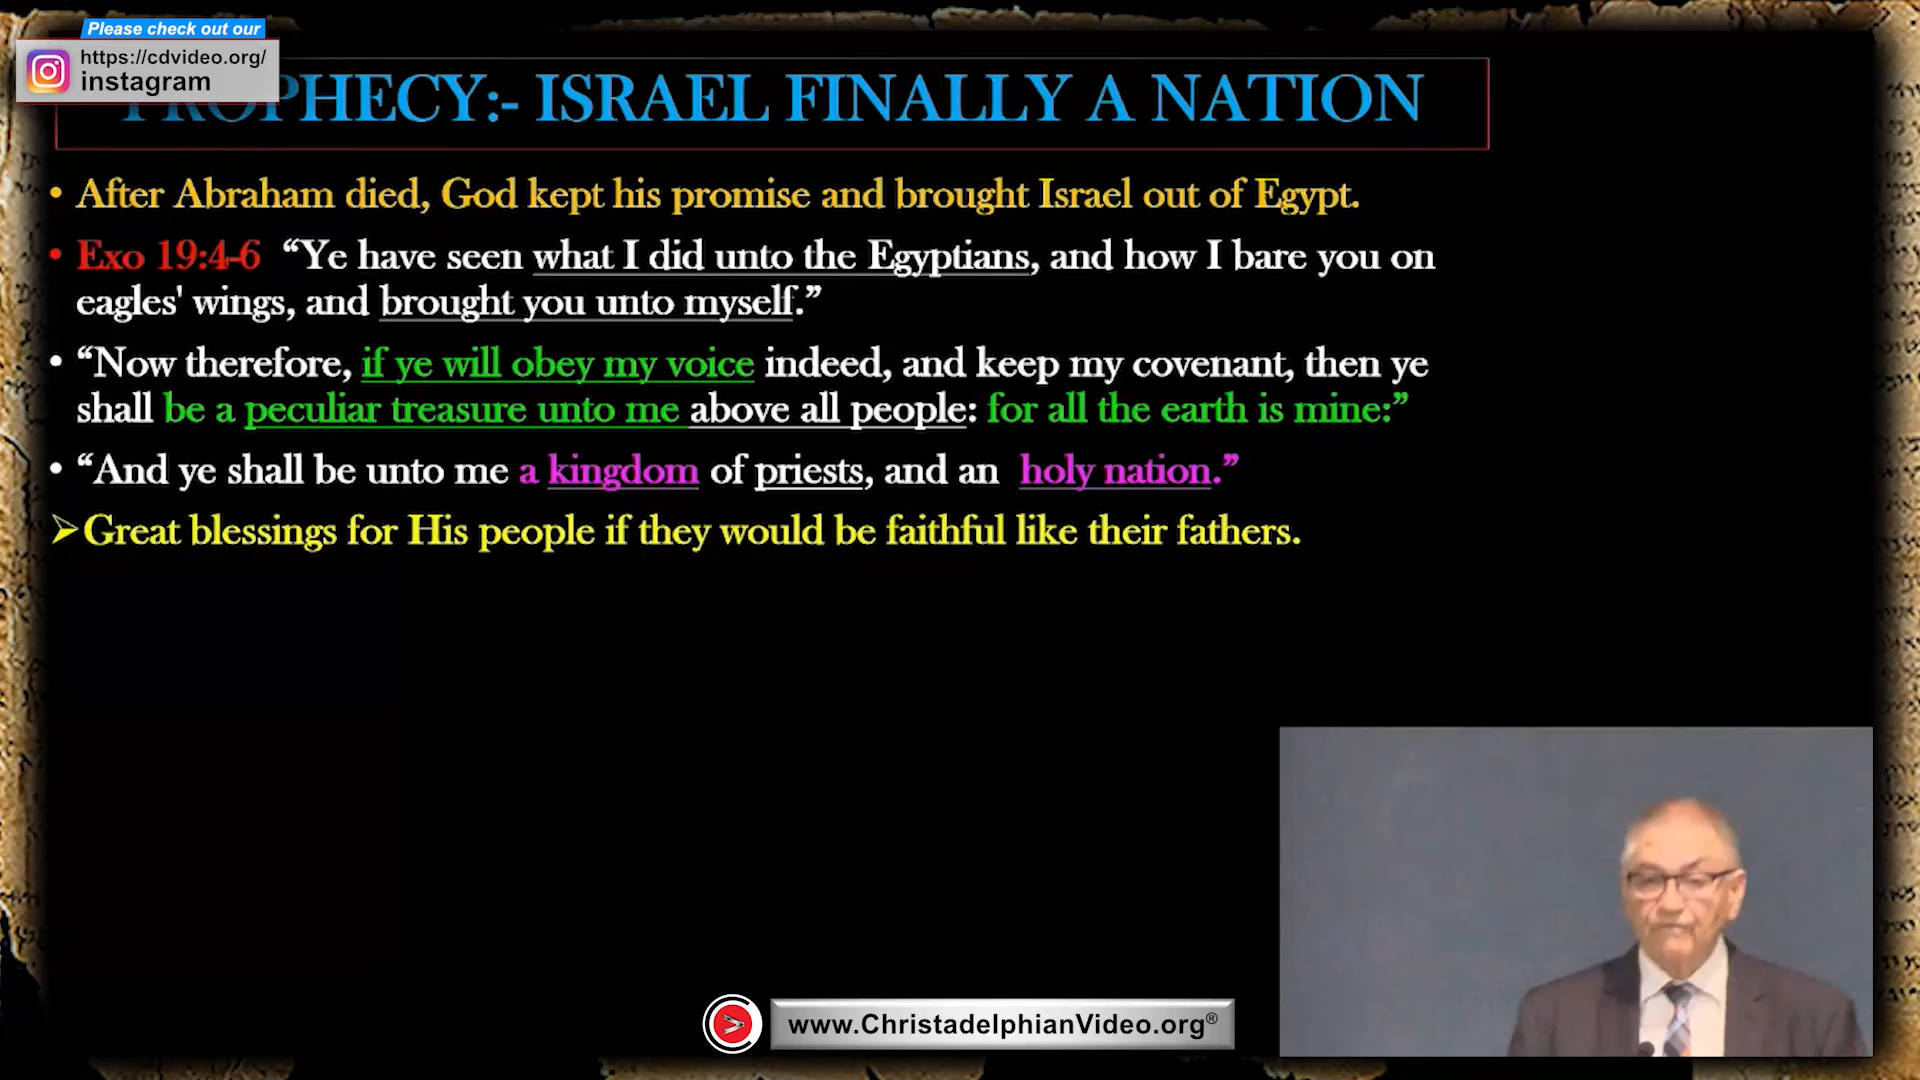 Please check out our
https://cdvideo.org/
instagram
PROPHECY:- ISRAEL FINALLY A NATION
• After Abraham died, God kept his promise and brought Israel out of Egypt.
• Exo 19:4-6 “Ye have seen what I did unto the Egyptians, and how I bare you on
eagles' wings, and brought you unto myself.”
• “Now therefore, if ye will obey my voice indeed, and keep my covenant, then ye
shall be a peculiar treasure unto me above all people: for all the earth is mine:”
• “And ye shall be unto me a kingdom of priests, and an holy nation.”
➢Great blessings for His people if they would be faithful like their fathers.
www.ChristadelphianVideo.org®